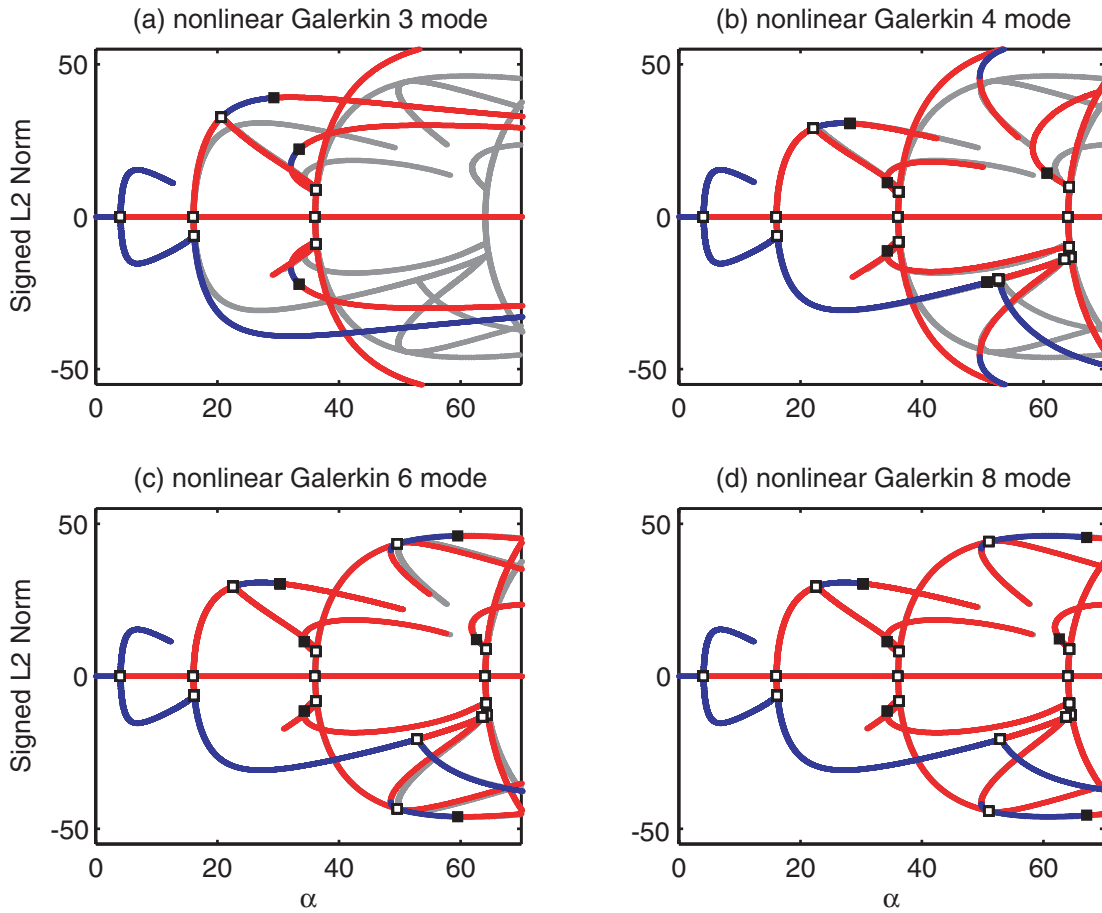 (a) nonlinear Galerkin 3 mode
(b) nonlinear Galerkin 4 mode
Signed L2 Norm
50
0
-50
0 20 40 60
50
0
-50
0 20 40 60
(c) nonlinear Galerkin 6 mode
(d) nonlinear Galerkin 8 mode
Signed L2 Norm
50
0
-50
0 20 40 60
α
50
0
-50
0 20 40 60
α